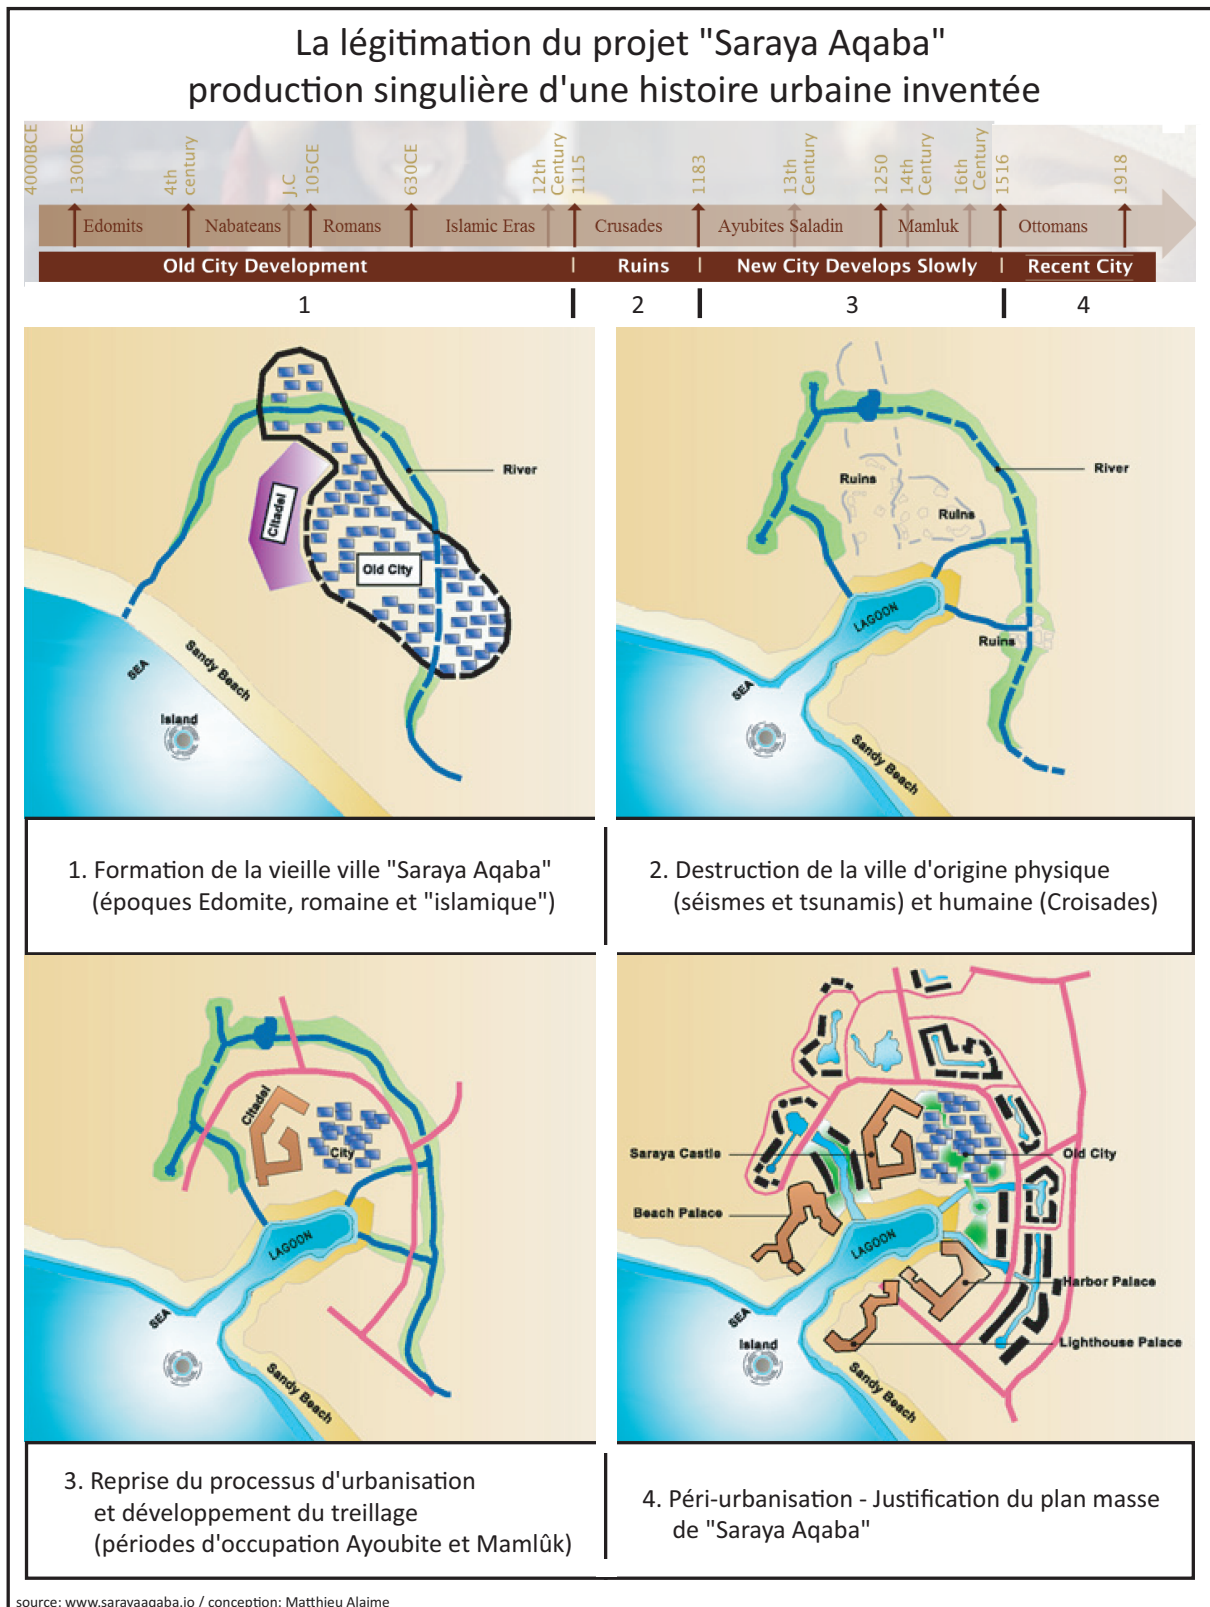 La légitimation du projet "Saraya Aqaba"
production singulière d'une histoire urbaine inventée
4000BCE
1300BCE
4th
century
J.C
105CE
630CE
12th
Century
1115
1183
13th
Century
1250
14th
Century
16th
Century
1516
1918
Edomits
Nabateans
Romans
Islamic Eras
Crusades
Ayubites Saladin
Mamluk
Ottomans
Old City Development
Ruins
New City Develops Slowly
Recent City
1
2
3
4
River
Citadel
Old City
Sandy Beach
SEA
Island
River
Ruins
Ruins
Ruins
LAGOON
SEA
Sandy Beach
1. Formation de la vieille ville "Saraya Aqaba"
(époques Edomite, romaine et "islamique")
2. Destruction de la ville d'origine physique
(séismes et tsunamis) et humaine (Croisades)
Citadel
City
LAGOON
SEA
Sandy Beach
Saraya Castle
Old City
Beach Palace
LAGOON
Harbor Palace
SEA
Island
Lighthouse Palace
Sandy Beach
3. Reprise du processus d'urbanisation
et développement du treillage
(périodes d'occupation Ayoubite et Mamlûk)
4. Péri-urbanisation - Justification du plan masse
de "Saraya Aqaba"
source: www.sarayaaqaba.jo / conception: Matthieu Alaime